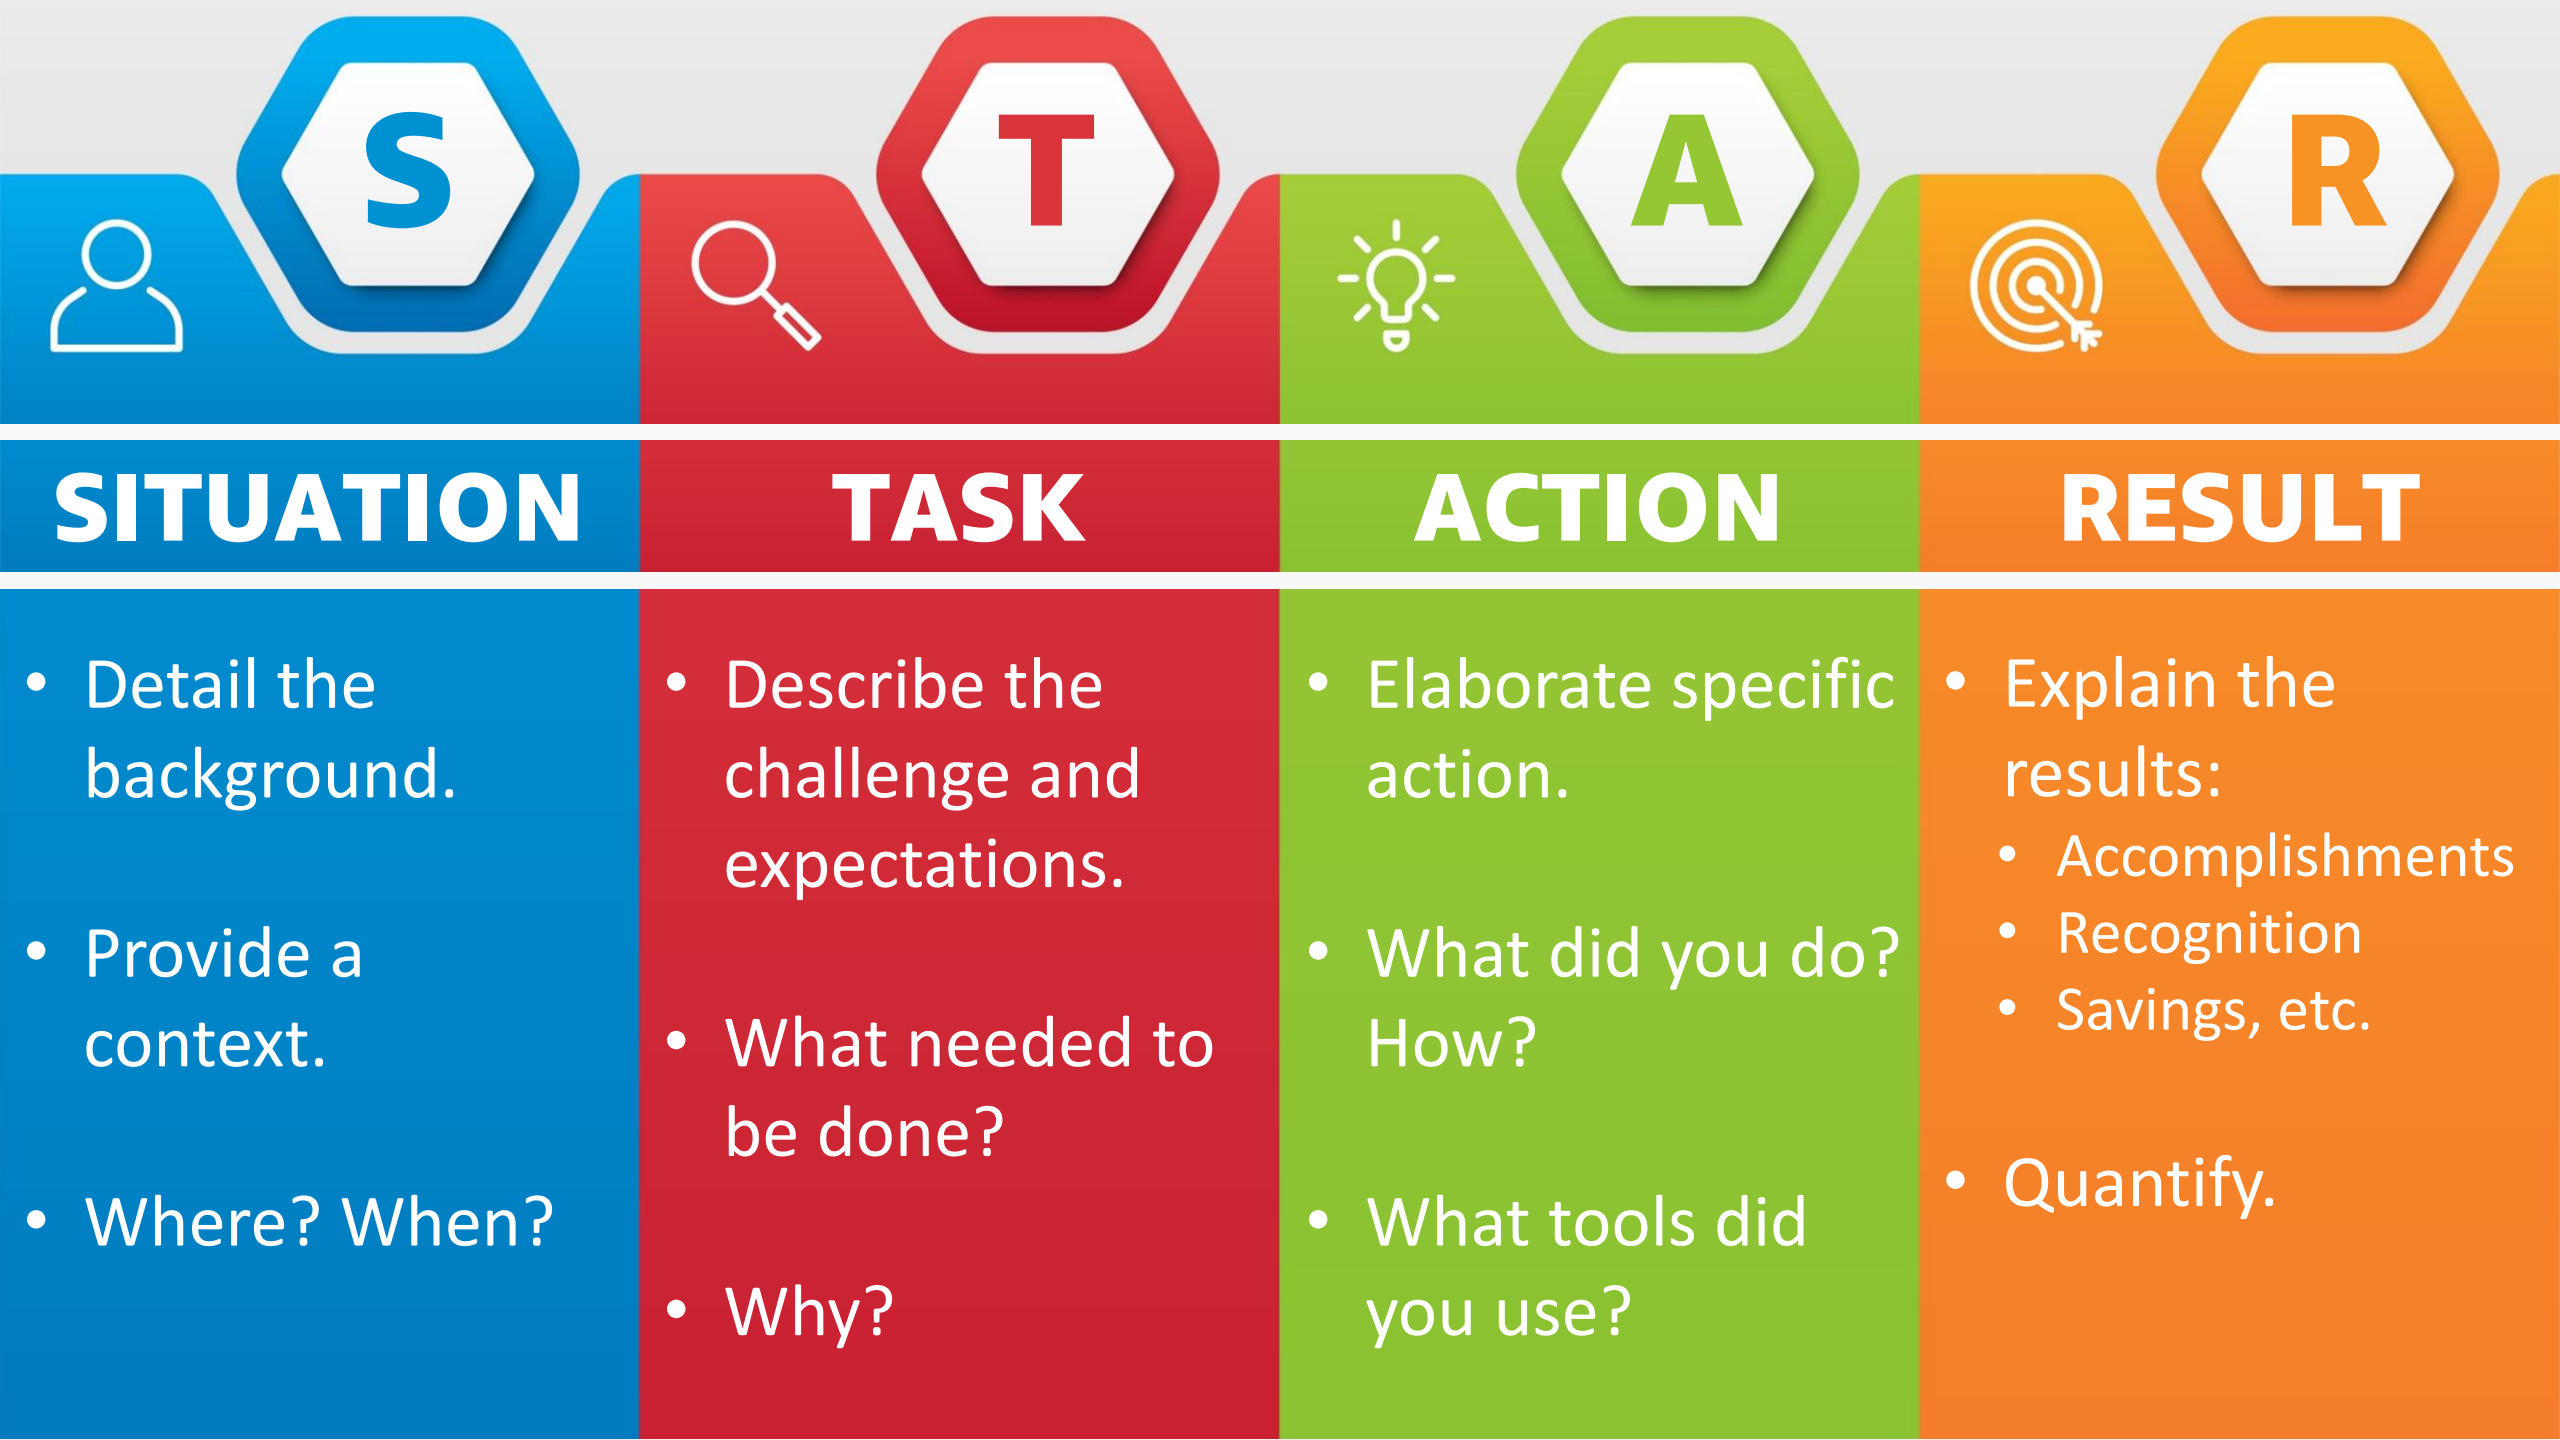 S
T
A
R
SITUATION
TASK
ACTION
RESULT
• Detail the
background.
• Provide a
context.
• Where? When?
• Describe the
challenge and
expectations.
• What needed to
be done?
• Why?
• Elaborate specific
action.
• What did you do?
How?
• What tools did
you use?
• Explain the
results:
• Accomplishments
• Recognition
• Savings, etc.
• Quantify.